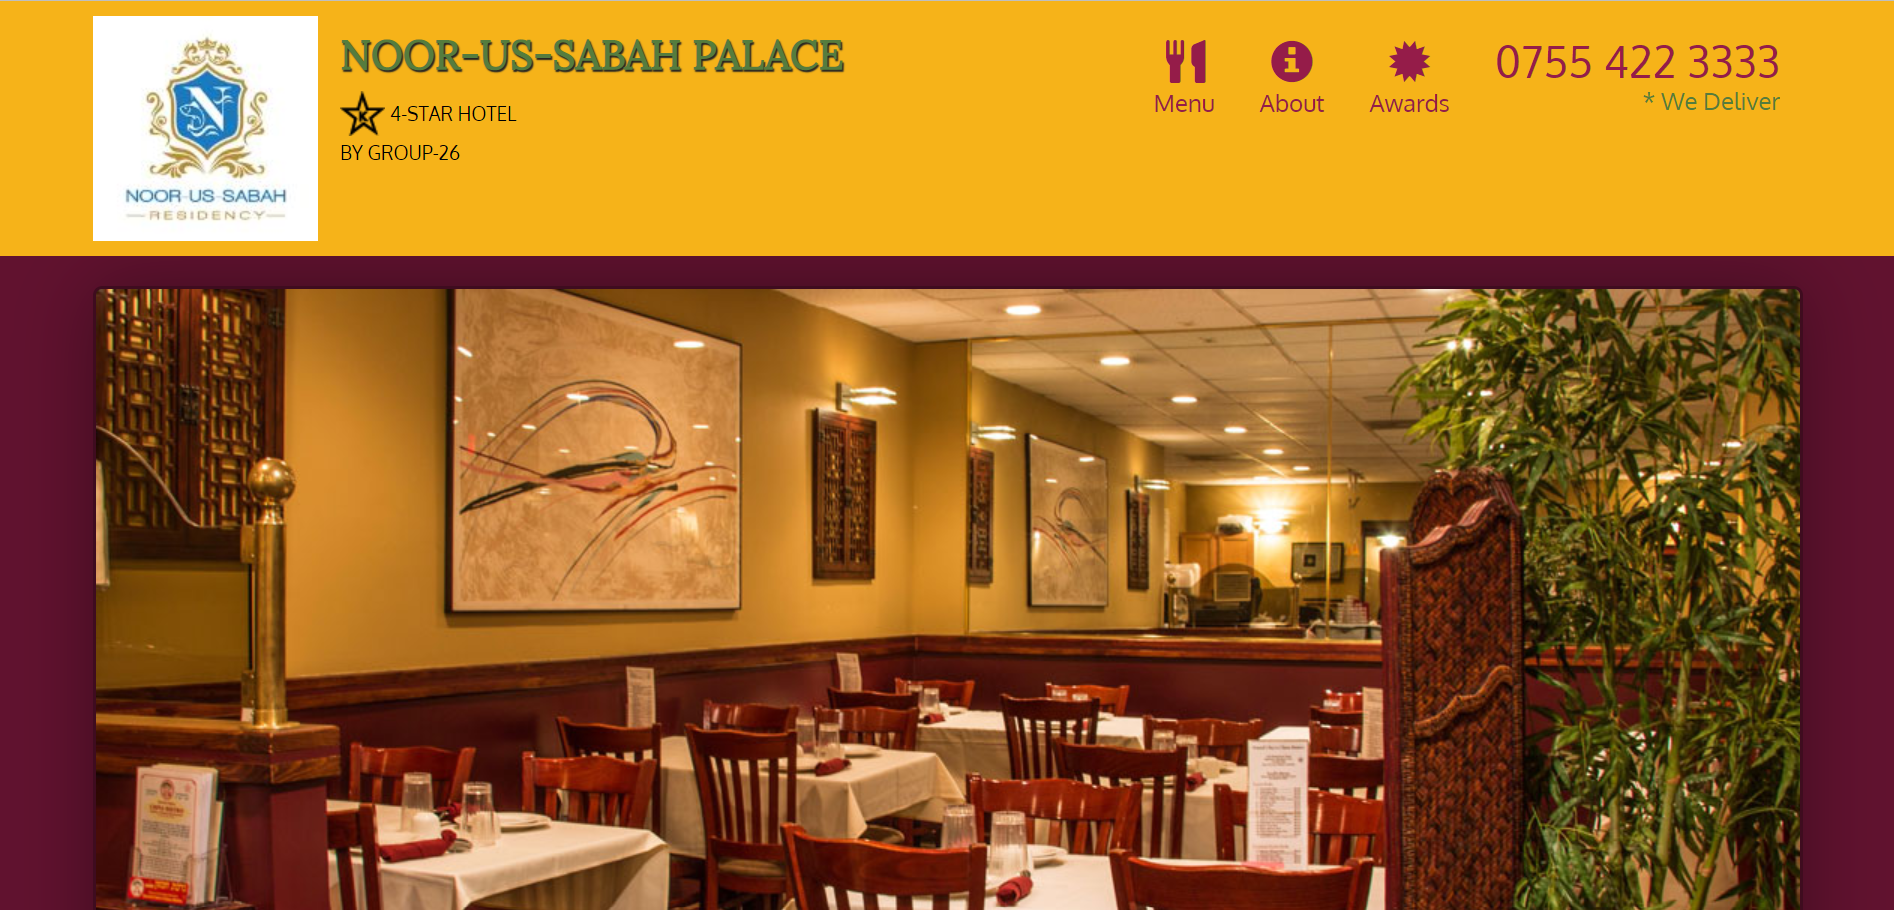 NOOR-US-SABAH
RESIDENCY
NOOR-US-SABAH PALACE
K
4-STAR HOTEL
BY GROUP-26
Menu
About
Awards
0755 422 3333
* We Deliver